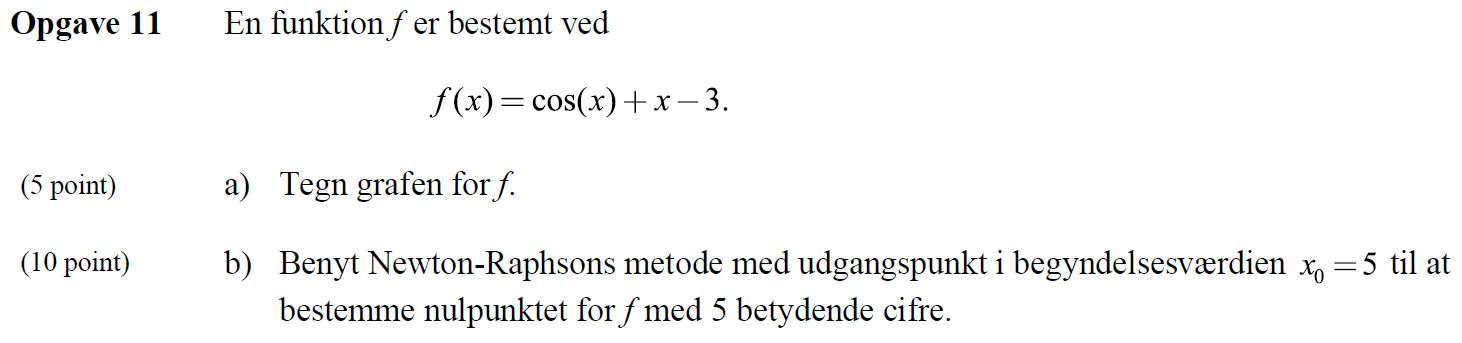 Opgave 11 En funktion f er bestemt ved
f(x) = cos(x) + x − 3.
(5 point) a) Tegn grafen for f.
(10 point) b) Benyt Newton-Raphsons metode med udgangspunkt i begyndelsesværdien x₀ = 5 til at
bestemme nulpunktet for f med 5 betydende cifre.